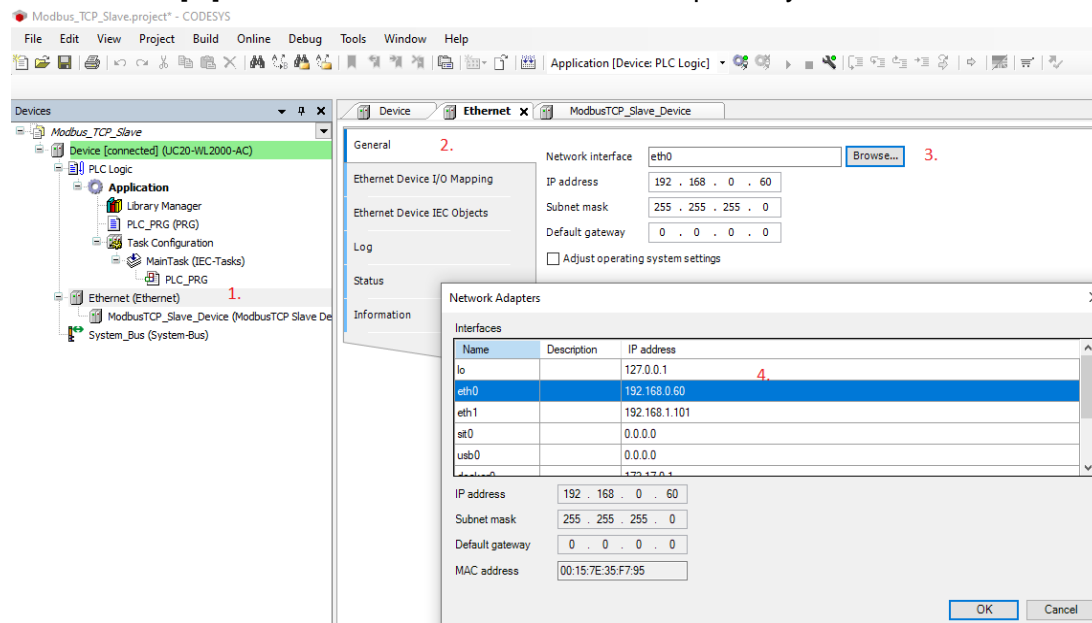 Modbus_TCP_Slave.project* - CODESYS
File Edit View Project Build Online Debug Tools Window Help
Application [Device: PLC Logic]
Devices
Device Ethernet ModbusTCP_Slave_Device
Modbus_TCP_Slave
Device [connected] (UC20-WL2000-AC)
PLC Logic
Application
Library Manager
PLC_PRG (PRG)
Task Configuration
MainTask (IEC-Tasks)
PLC_PRG
Ethernet (Ethernet) 1.
ModbusTCP_Slave_Device (ModbusTCP Slave De
System_Bus (System-Bus)
General 2.
Ethernet Device I/O Mapping
Ethernet Device IEC Objects
Log
Status
Information
Network interface eth0 Browse... 3.
IP address 192 . 168 . 0 . 60
Subnet mask 255 . 255 . 255 . 0
Default gateway 0 . 0 . 0 . 0
Adjust operating system settings
Network Adapters
Interfaces
Name Description IP address
lo 127.0.0.1 4.
eth0 192.168.0.60
eth1 192.168.1.101
sit0 0.0.0.0
usb0 0.0.0.0
IP address 192 . 168 . 0 . 60
Subnet mask 255 . 255 . 255 . 0
Default gateway 0 . 0 . 0 . 0
MAC address 00:15:7E:35:F7:95
OK Cancel